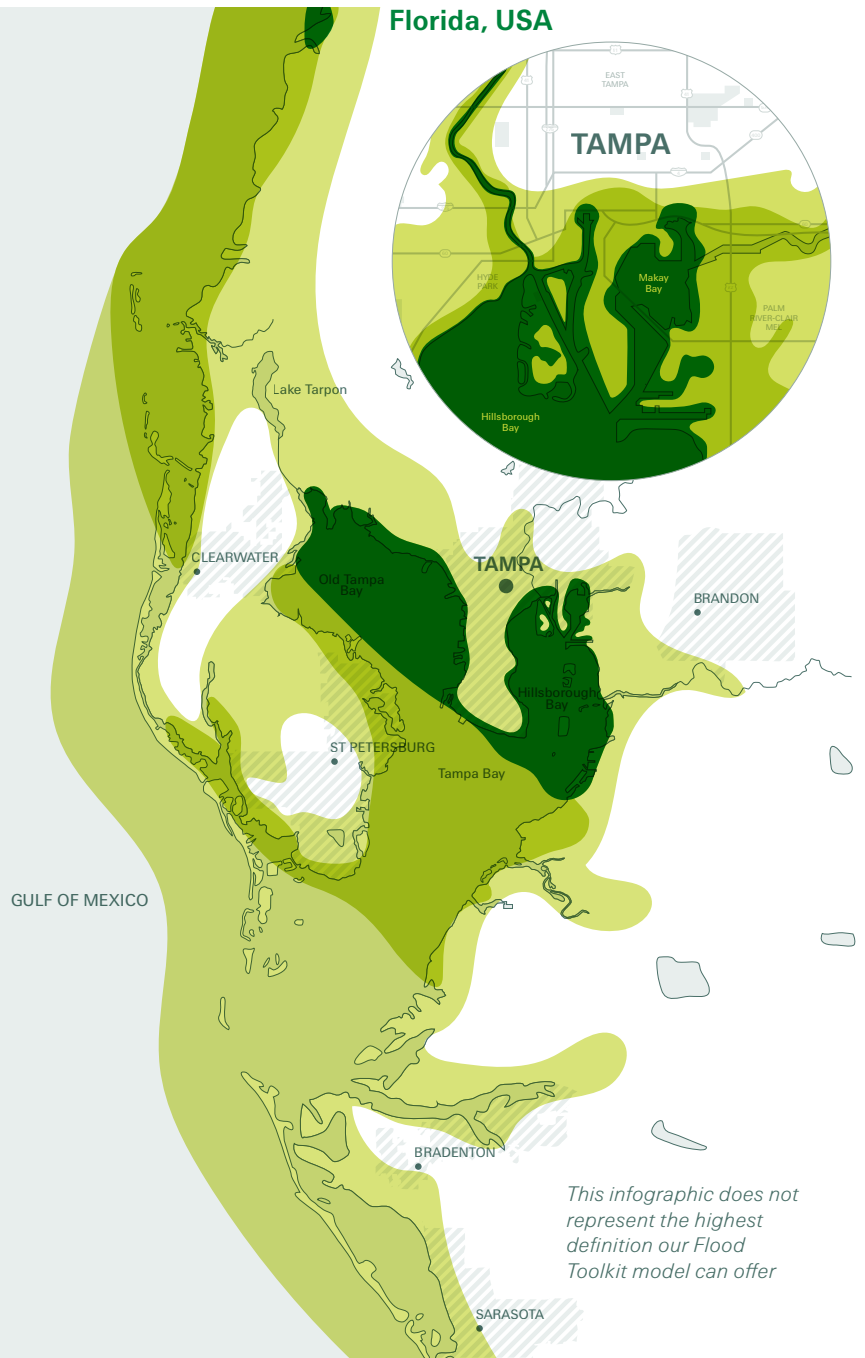 Florida, USA
EAST
TAMPA
TAMPA
HYDE
PARK
Makay
Bay
PALM
RIVER-CLAIR
MEL
Hillsborough
Bay
Lake Tarpon
CLEARWATER
Old Tampa
Bay
TAMPA
BRANDON
Hillsborough
Bay
ST PETERSBURG
Tampa Bay
GULF OF MEXICO
BRADENTON
This infographic does not
represent the highest
definition our Flood
Toolkit model can offer
SARASOTA